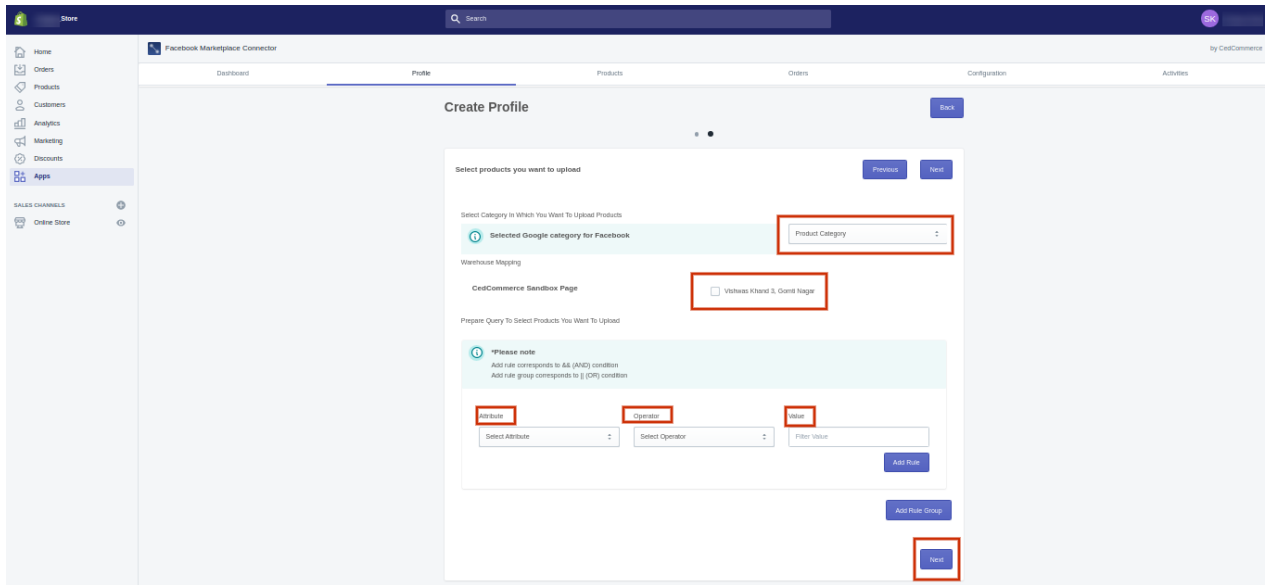 Store
Search
SK
Home
Orders
Products
Customers
Analytics
Marketing
Discounts
Apps
SALES CHANNELS
Online Store
Facebook Marketplace Connector
by CedCommerce
Dashboard Profile Products Orders Configuration Activities
Create Profile
Back
Select products you want to upload
Previous Next
Select Category In Which You Want To Upload Products
Selected Google category for Facebook
Product Category
Warehouse Mapping
CedCommerce Sandbox Page
Vishwas Khand 3, Gomti Nagar
Prepare Query To Select Products You Want To Upload
*Please note
Add rule corresponds to && (AND) condition
Add rule group corresponds to || (OR) condition
Attribute Operator Value
Select Attribute Select Operator Filter Value
Add Rule
Add Rule Group
Next